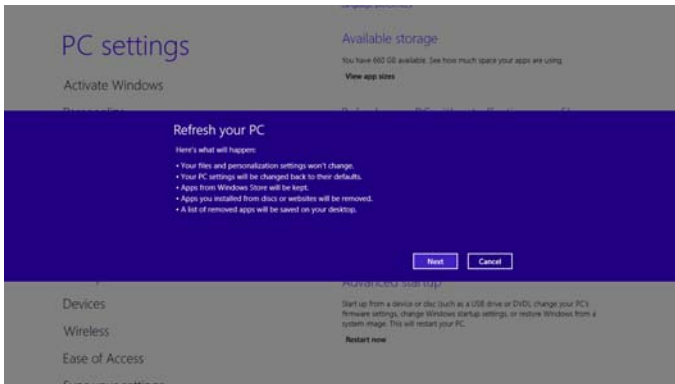 PC settings
Activate Windows
Available storage
You have 660 GB available. See how much space your apps are using.
View app sizes
Refresh your PC
Here's what will happen:
• Your files and personalization settings won't change.
• Your PC settings will be changed back to their defaults.
• Apps from Windows Store will be kept.
• Apps you installed from discs or websites will be removed.
• A list of removed apps will be saved on your desktop.
Next Cancel
Devices
Wireless
Ease of Access
Advanced startup
Start up from a device or disc (such as a USB drive or DVD), change your PC's
firmware settings, change Windows startup settings, or restore Windows from a
system image. This will restart your PC.
Restart now